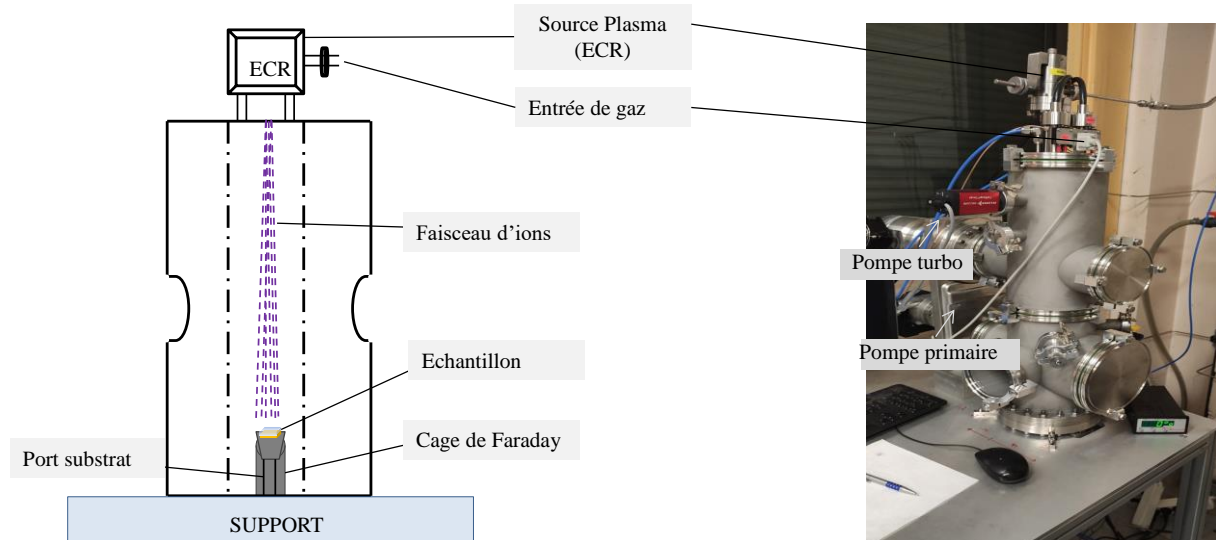 Source Plasma
(ECR)
ECR
Entrée de gaz
Faisceau d'ions
Pompe turbo
Echantillon
Pompe primaire
Port substrat
Cage de Faraday
SUPPORT